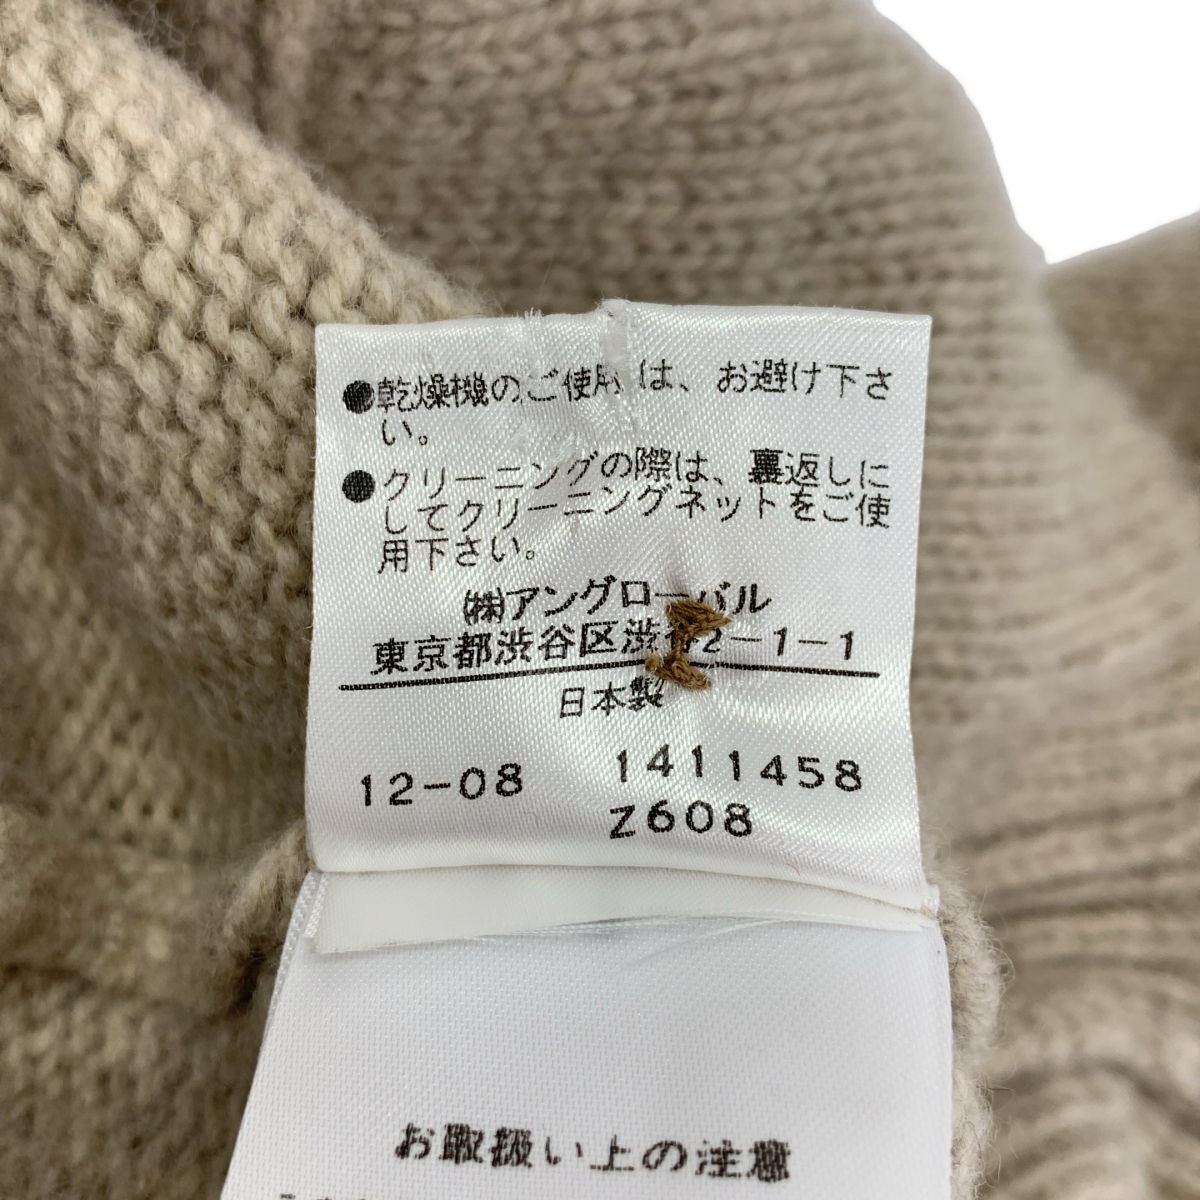 ●乾燥機のご使用は、お避け下さ
い。
●クリーニングの際は、裏返しに
してクリーニングネットをご使
用下さい。
㈱アングローバル
東京都渋谷区渋谷2-1-1
日本製
12-08 1411458
Z608
お取扱い上の注意